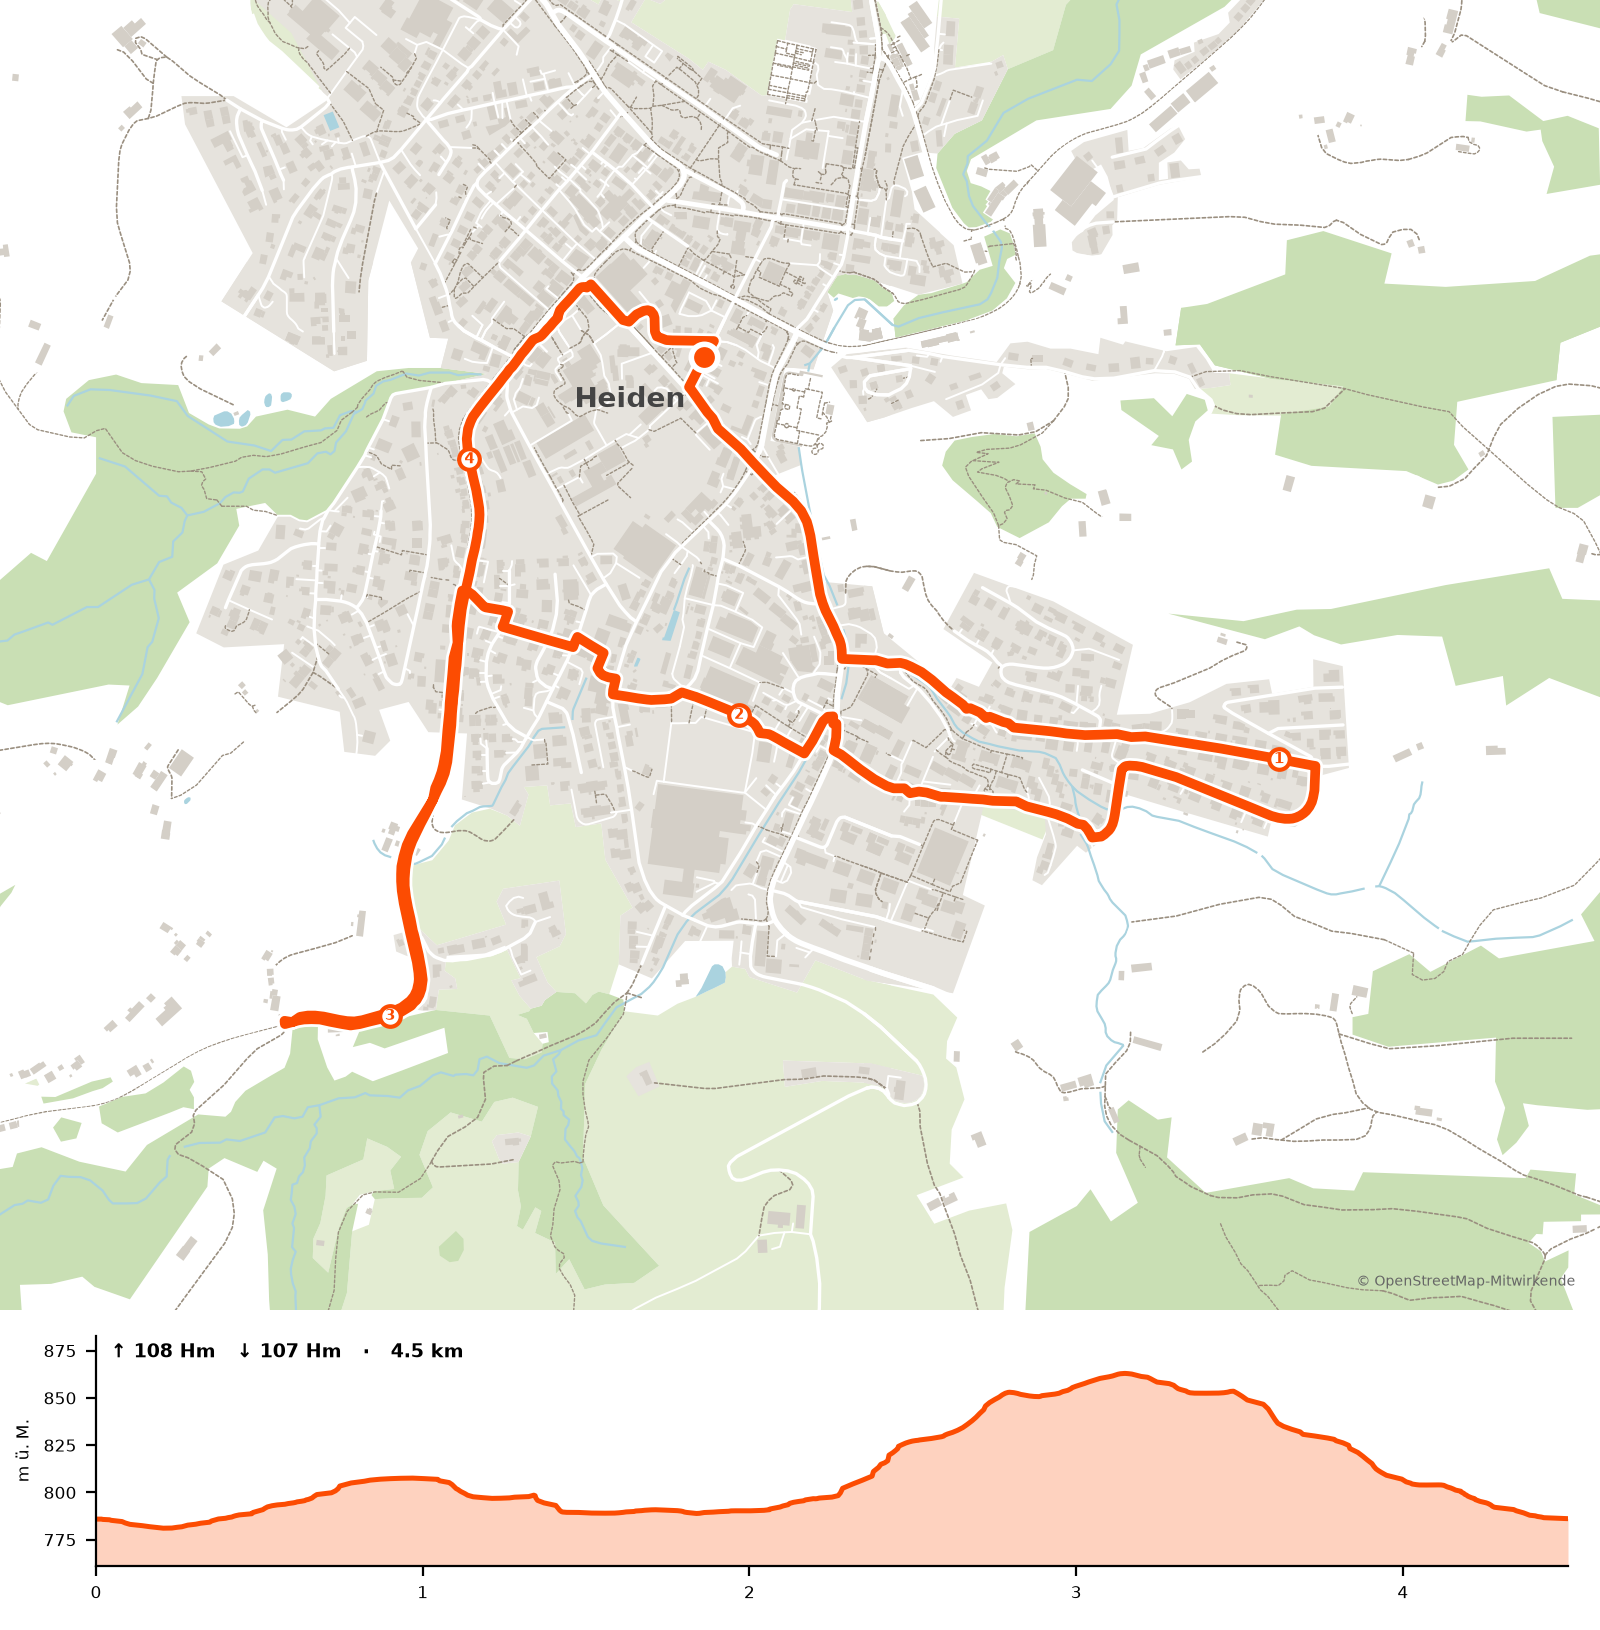 Heiden
4
2
1
3
© OpenStreetMap-Mitwirkende
↑ 108 Hm ↓ 107 Hm · 4.5 km
m ü. M.
875
850
825
800
775
0 1 2 3 4